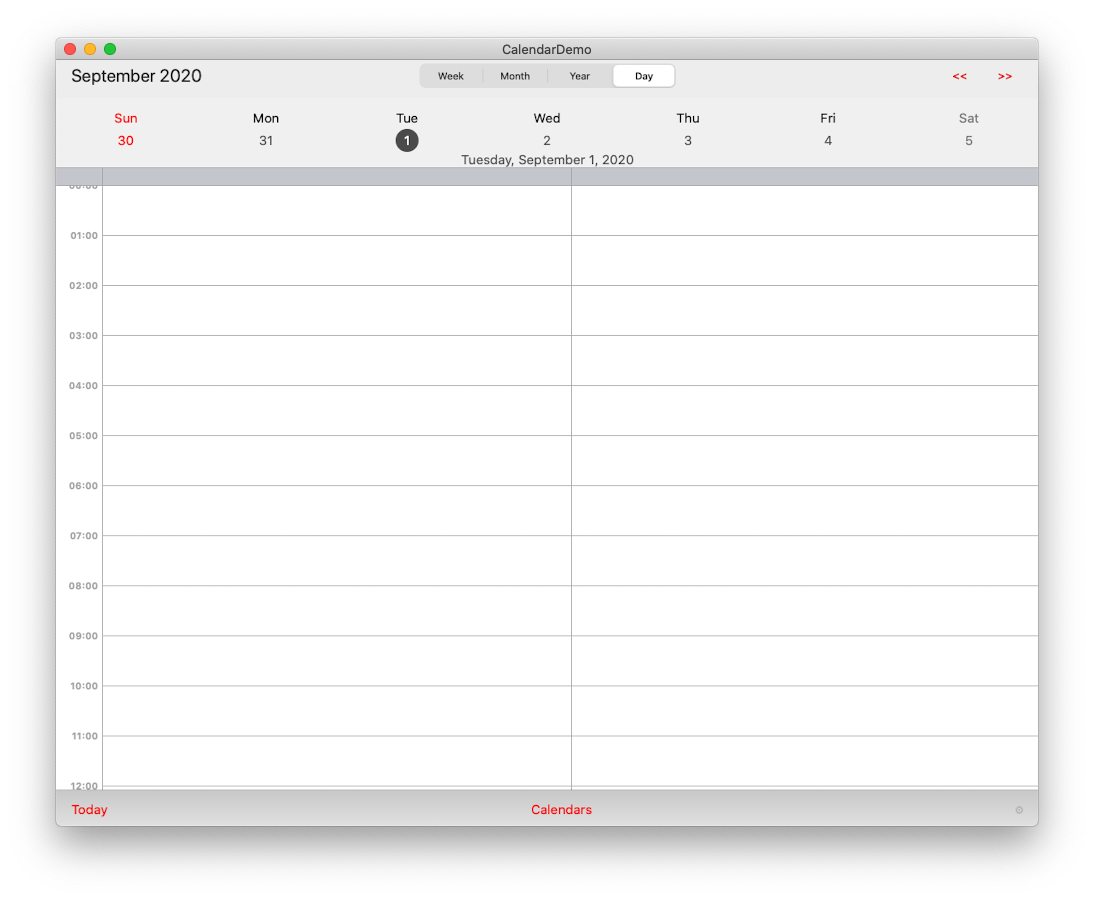 CalendarDemo
September 2020 Week Month Year Day << >>
Sun Mon Tue Wed Thu Fri Sat
30 31 1 2 3 4 5
Tuesday, September 1, 2020
00:00
01:00
02:00
03:00
04:00
05:00
06:00
07:00
08:00
09:00
10:00
11:00
12:00
Today Calendars